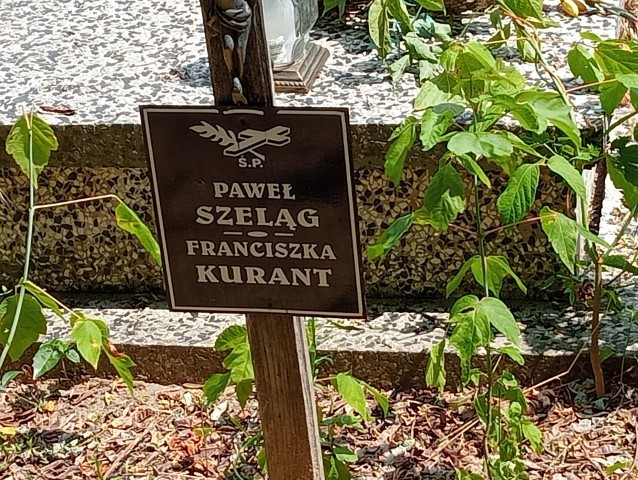 Ś.P.
PAWEŁ
SZELĄG
FRANCISZKA
KURANT